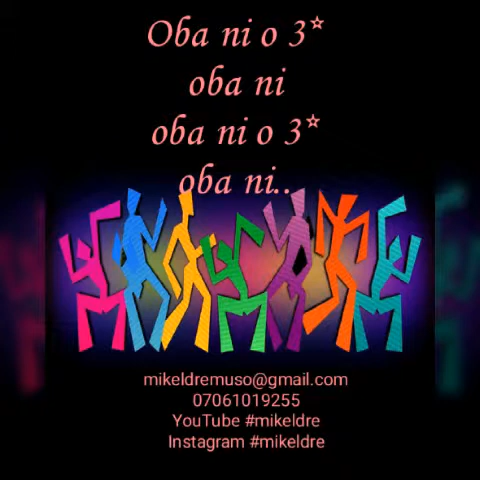 Oba ni o 3*
oba ni
oba ni o 3*
oba ni..
mikeldremuso@gmail.com
07061019255
YouTube #mikeldre
Instagram #mikeldre